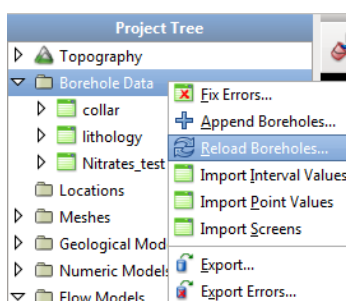 Project Tree
Topography
Borehole Data
collar
lithology
Nitrates_test
Locations
Meshes
Geological Mod
Numeric Models
Flow Models
Fix Errors...
Append Boreholes...
Reload Boreholes...
Import Interval Values
Import Point Values
Import Screens
Export...
Export Errors...